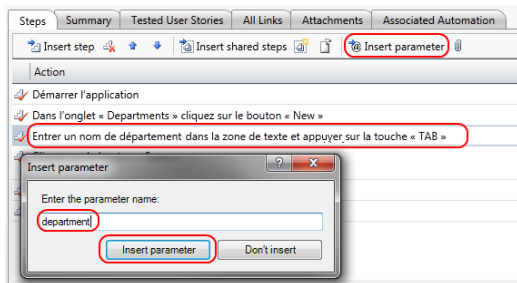 Steps Summary Tested User Stories All Links Attachments Associated Automation
Insert step Insert shared steps Insert parameter
Action
Démarrer l'application
Dans l'onglet « Departments » cliquez sur le bouton « New »
Entrer un nom de département dans la zone de texte et appuyer sur la touche « TAB »
Insert parameter
Enter the parameter name:
department
Insert parameter Don't insert